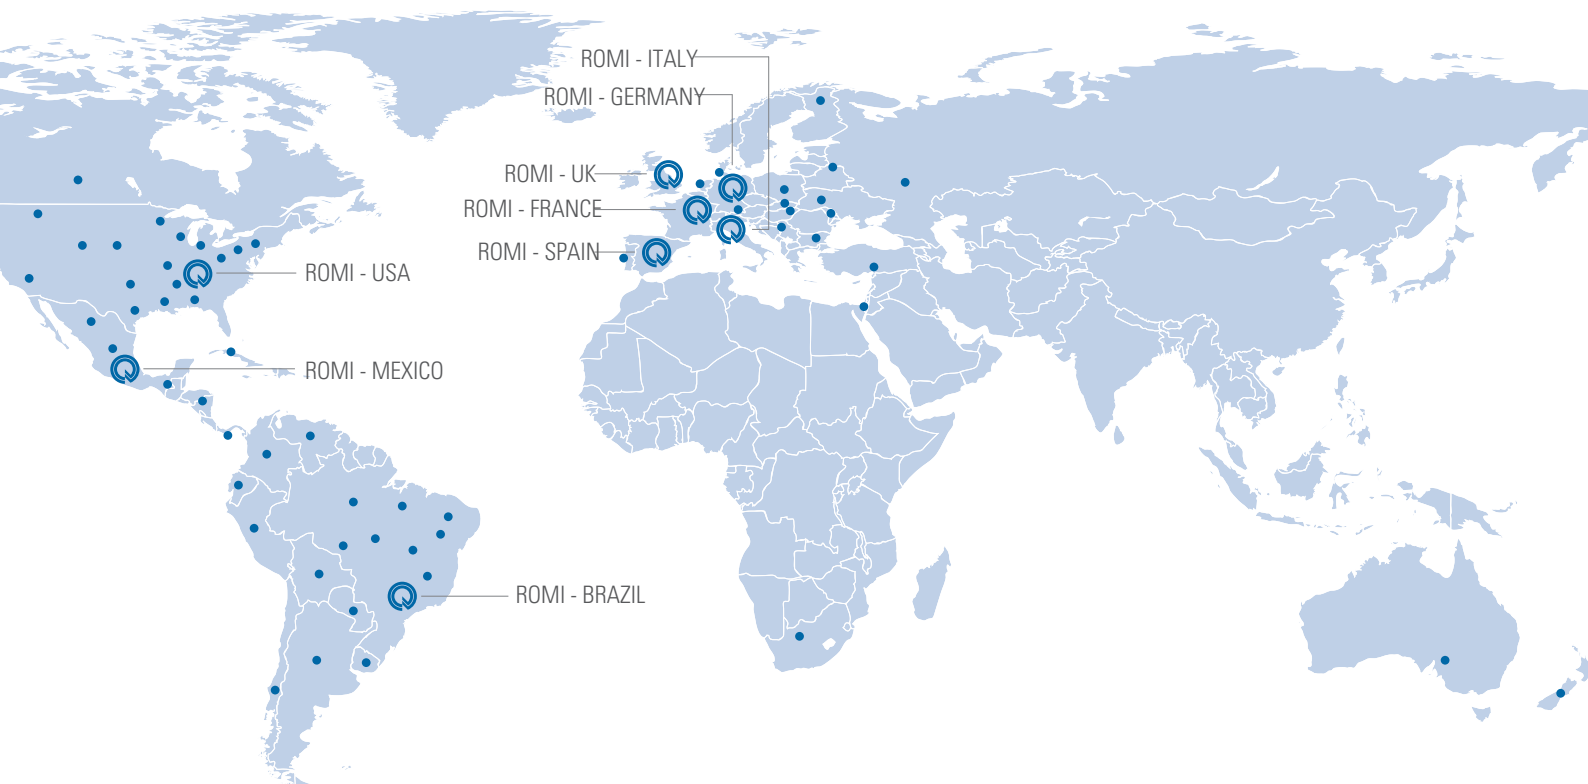 ROMI - ITALY
ROMI - GERMANY
ROMI - UK
ROMI - FRANCE
ROMI - SPAIN
ROMI - USA
ROMI - MEXICO
ROMI - BRAZIL